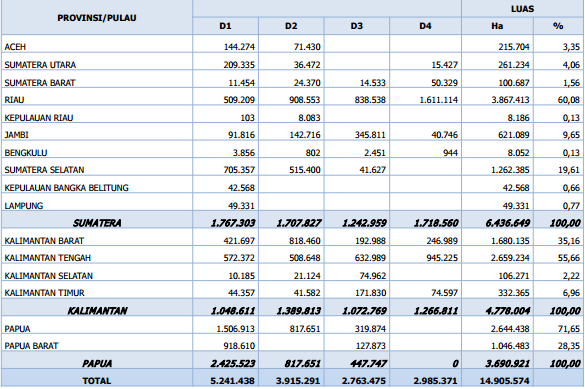 PROVINSI/PULAU LUAS
D1 D2 D3 D4 Ha %
ACEH 144.274 71.430 215.704 3,35
SUMATERA UTARA 209.335 36.472 15.427 261.234 4,06
SUMATERA BARAT 11.454 24.370 14.533 50.329 100.687 1,56
RIAU 509.209 908.553 838.538 1.611.114 3.867.413 60,08
KEPULAUAN RIAU 103 8.083 8.186 0,13
JAMBI 91.816 142.716 345.811 40.746 621.089 9,65
BENGKULU 3.856 802 2.451 944 8.052 0,13
SUMATERA SELATAN 705.357 515.400 41.627 1.262.385 19,61
KEPULAUAN BANGKA BELITUNG 42.568 42.568 0,66
LAMPUNG 49.331 49.331 0,77
SUMATERA 1.767.303 1.707.827 1.242.959 1.718.560 6.436.649 100,00
KALIMANTAN BARAT 421.697 818.460 192.988 246.989 1.680.135 35,16
KALIMANTAN TENGAH 572.372 508.648 632.989 945.225 2.659.234 55,66
KALIMANTAN SELATAN 10.185 21.124 74.962 106.271 2,22
KALIMANTAN TIMUR 44.357 41.582 171.830 74.597 332.365 6,96
KALIMANTAN 1.048.611 1.389.813 1.072.769 1.266.811 4.778.004 100,00
PAPUA 1.506.913 817.651 319.874 2.644.438 71,65
PAPUA BARAT 918.610 127.873 1.046.483 28,35
PAPUA 2.425.523 817.651 447.747 0 3.690.921 100,00
TOTAL 5.241.438 3.915.291 2.763.475 2.985.371 14.905.574